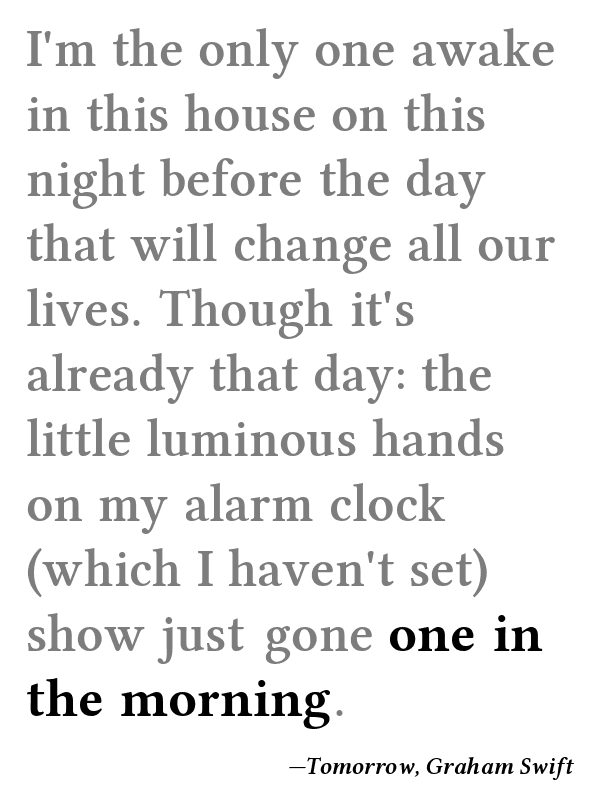 I'm the only one awake
in this house on this
night before the day
that will change all our
lives. Though it's
already that day: the
little luminous hands
on my alarm clock
(which I haven't set)
show just gone one in
the morning.
—Tomorrow, Graham Swift